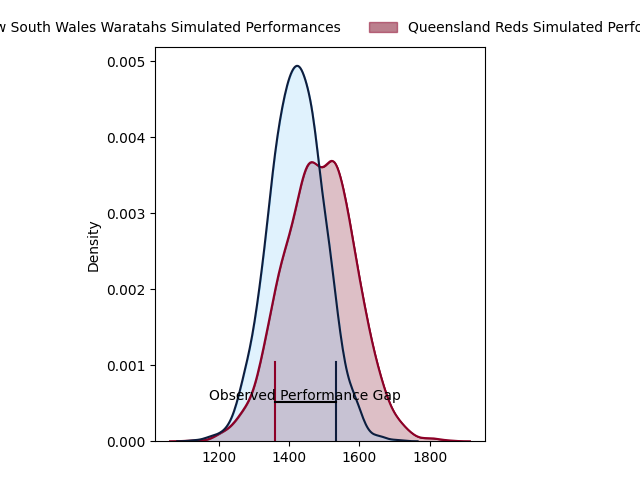 South Wales Waratahs Simulated Performances
Queensland Reds Simulated
0.005
0.004
0.003
0.002
0.001
0.000
Density
Observed Performance Gap
1200 1400 1600 1800